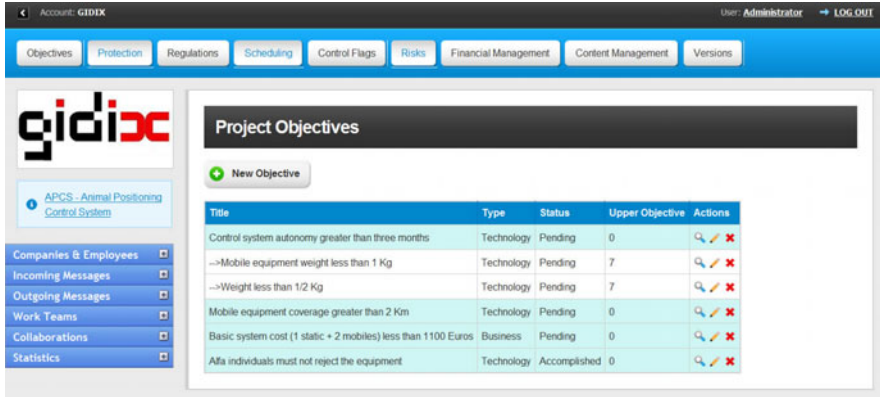 Account: GIDIX
User: Administrator LOG OUT
Objectives Protection Regulations Scheduling Control Flags Risks Financial Management Content Management Versions
gidix
APCS - Animal Positioning
Control System
Companies & Employees
Incoming Messages
Outgoing Messages
Work Teams
Collaborations
Statistics
Project Objectives
New Objective
Title Type Status Upper Objective Actions
Control system autonomy greater than three months Technology Pending 0
-->Mobile equipment weight less than 1 Kg Technology Pending 7
-->Weight less than 1/2 Kg Technology Pending 7
Mobile equipment coverage greater than 2 Km Technology Pending 0
Basic system cost (1 static + 2 mobiles) less than 1100 Euros Business Pending 0
Alfa individuals must not reject the equipment Technology Accomplished 0